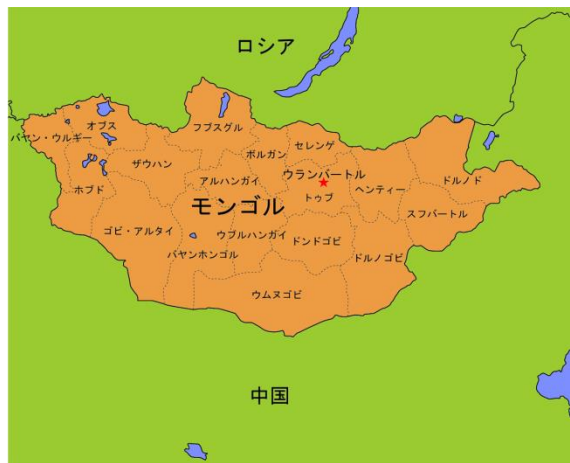 ロシア
フブスグル
オブス
バヤン・ウルギー
セレンゲ
ボルガン
ザウハン
ウランバートル
アルハンガイ
ヘンティー
ドルノド
ホブド
トゥブ
モンゴル
スフバートル
ゴビ・アルタイ
ウブルハンガイ
ドンドゴビ
バヤンホンゴル
ドルノゴビ
ウムヌゴビ
中国